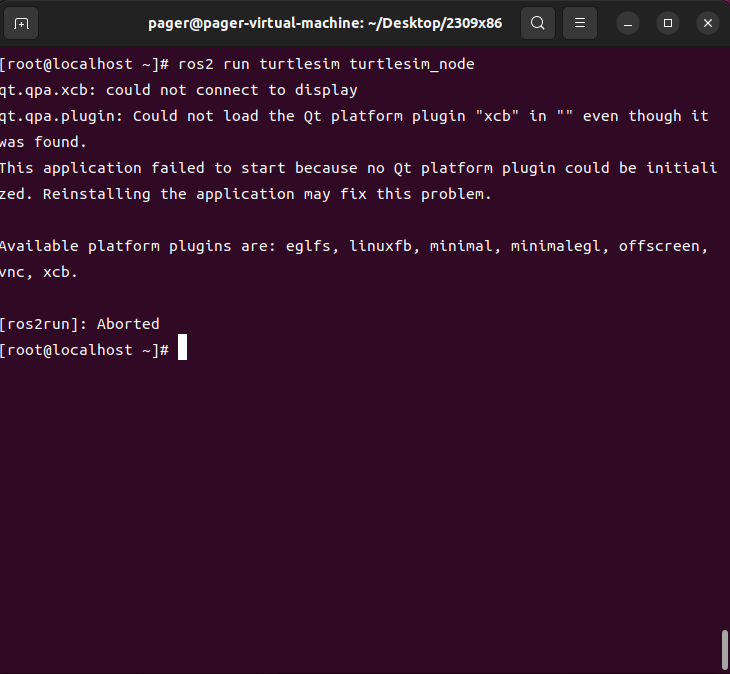 pager@pager-virtual-machine: ~/Desktop/2309x86
[root@localhost ~]# ros2 run turtlesim turtlesim_node
qt.qpa.xcb: could not connect to display
qt.qpa.plugin: Could not load the Qt platform plugin "xcb" in "" even though it
was found.
This application failed to start because no Qt platform plugin could be initiali
zed. Reinstalling the application may fix this problem.
Available platform plugins are: eglfs, linuxfb, minimal, minimalegl, offscreen,
vnc, xcb.
[ros2run]: Aborted
[root@localhost ~]#